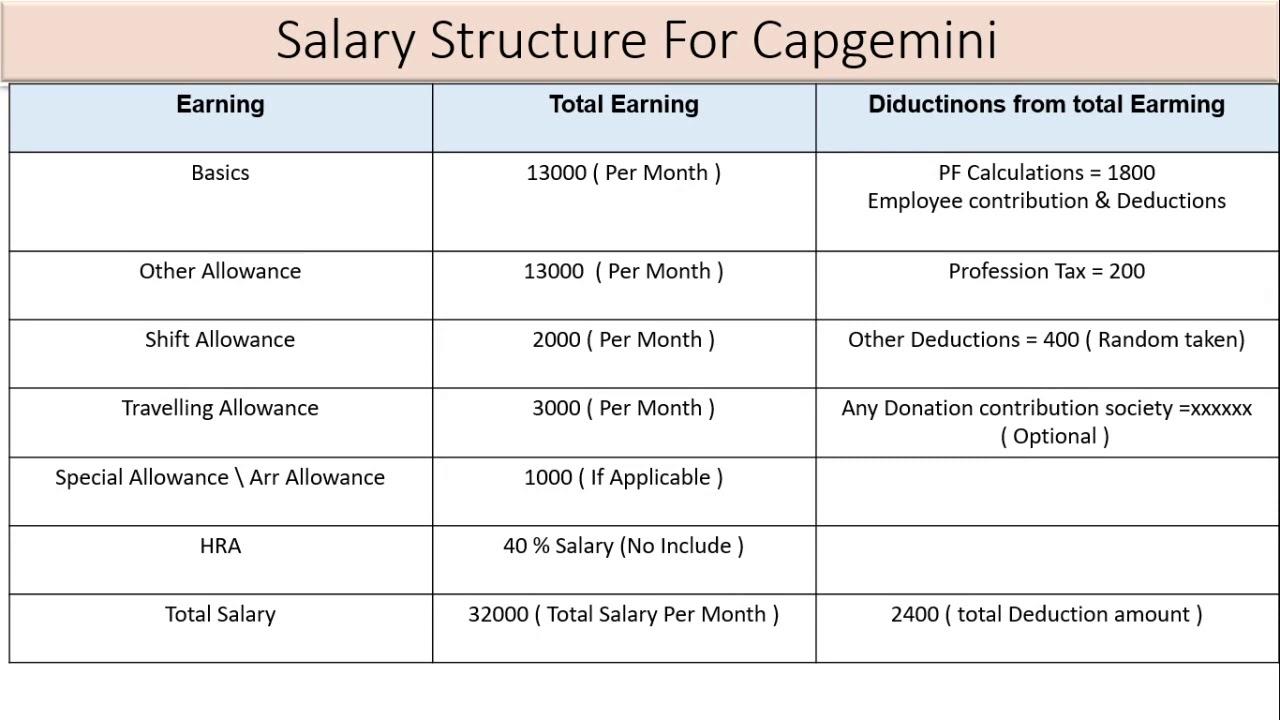 Salary Structure For Capgemini
Earning Total Earning Diductinons from total Earming
Basics 13000 ( Per Month ) PF Calculations = 1800
Employee contribution & Deductions
Other Allowance 13000 ( Per Month ) Profession Tax = 200
Shift Allowance 2000 ( Per Month ) Other Deductions = 400 ( Random taken)
Travelling Allowance 3000 ( Per Month ) Any Donation contribution society =xxxxxx
( Optional )
Special Allowance \ Arr Allowance 1000 ( If Applicable )
HRA 40 % Salary (No Include )
Total Salary 32000 ( Total Salary Per Month ) 2400 ( total Deduction amount )